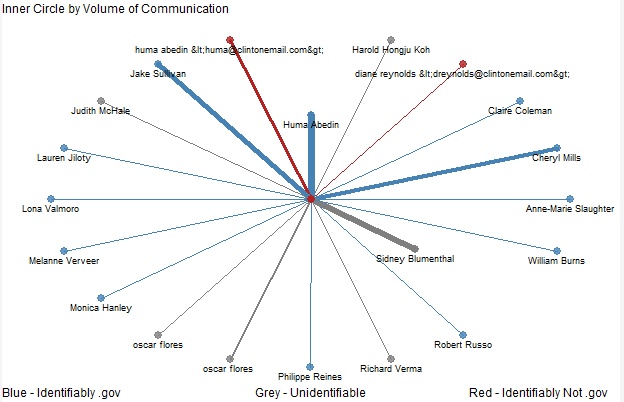 Inner Circle by Volume of Communication
huma abedin &lt;huma@clintonemail.com&gt;
Harold Hongju Koh
Jake Sullivan
diane reynolds &lt;dreynolds@clintonemail.com&gt;
Judith McHale
Claire Coleman
Huma Abedin
Lauren Jiloty
Cheryl Mills
Lona Valmoro
Anne-Marie Slaughter
Melanne Verveer
Sidney Blumenthal
William Burns
Monica Hanley
oscar flores
Robert Russo
oscar flores
Philippe Reines
Richard Verma
Blue - Identifiably .gov
Grey - Unidentifiable
Red - Identifiably Not .gov